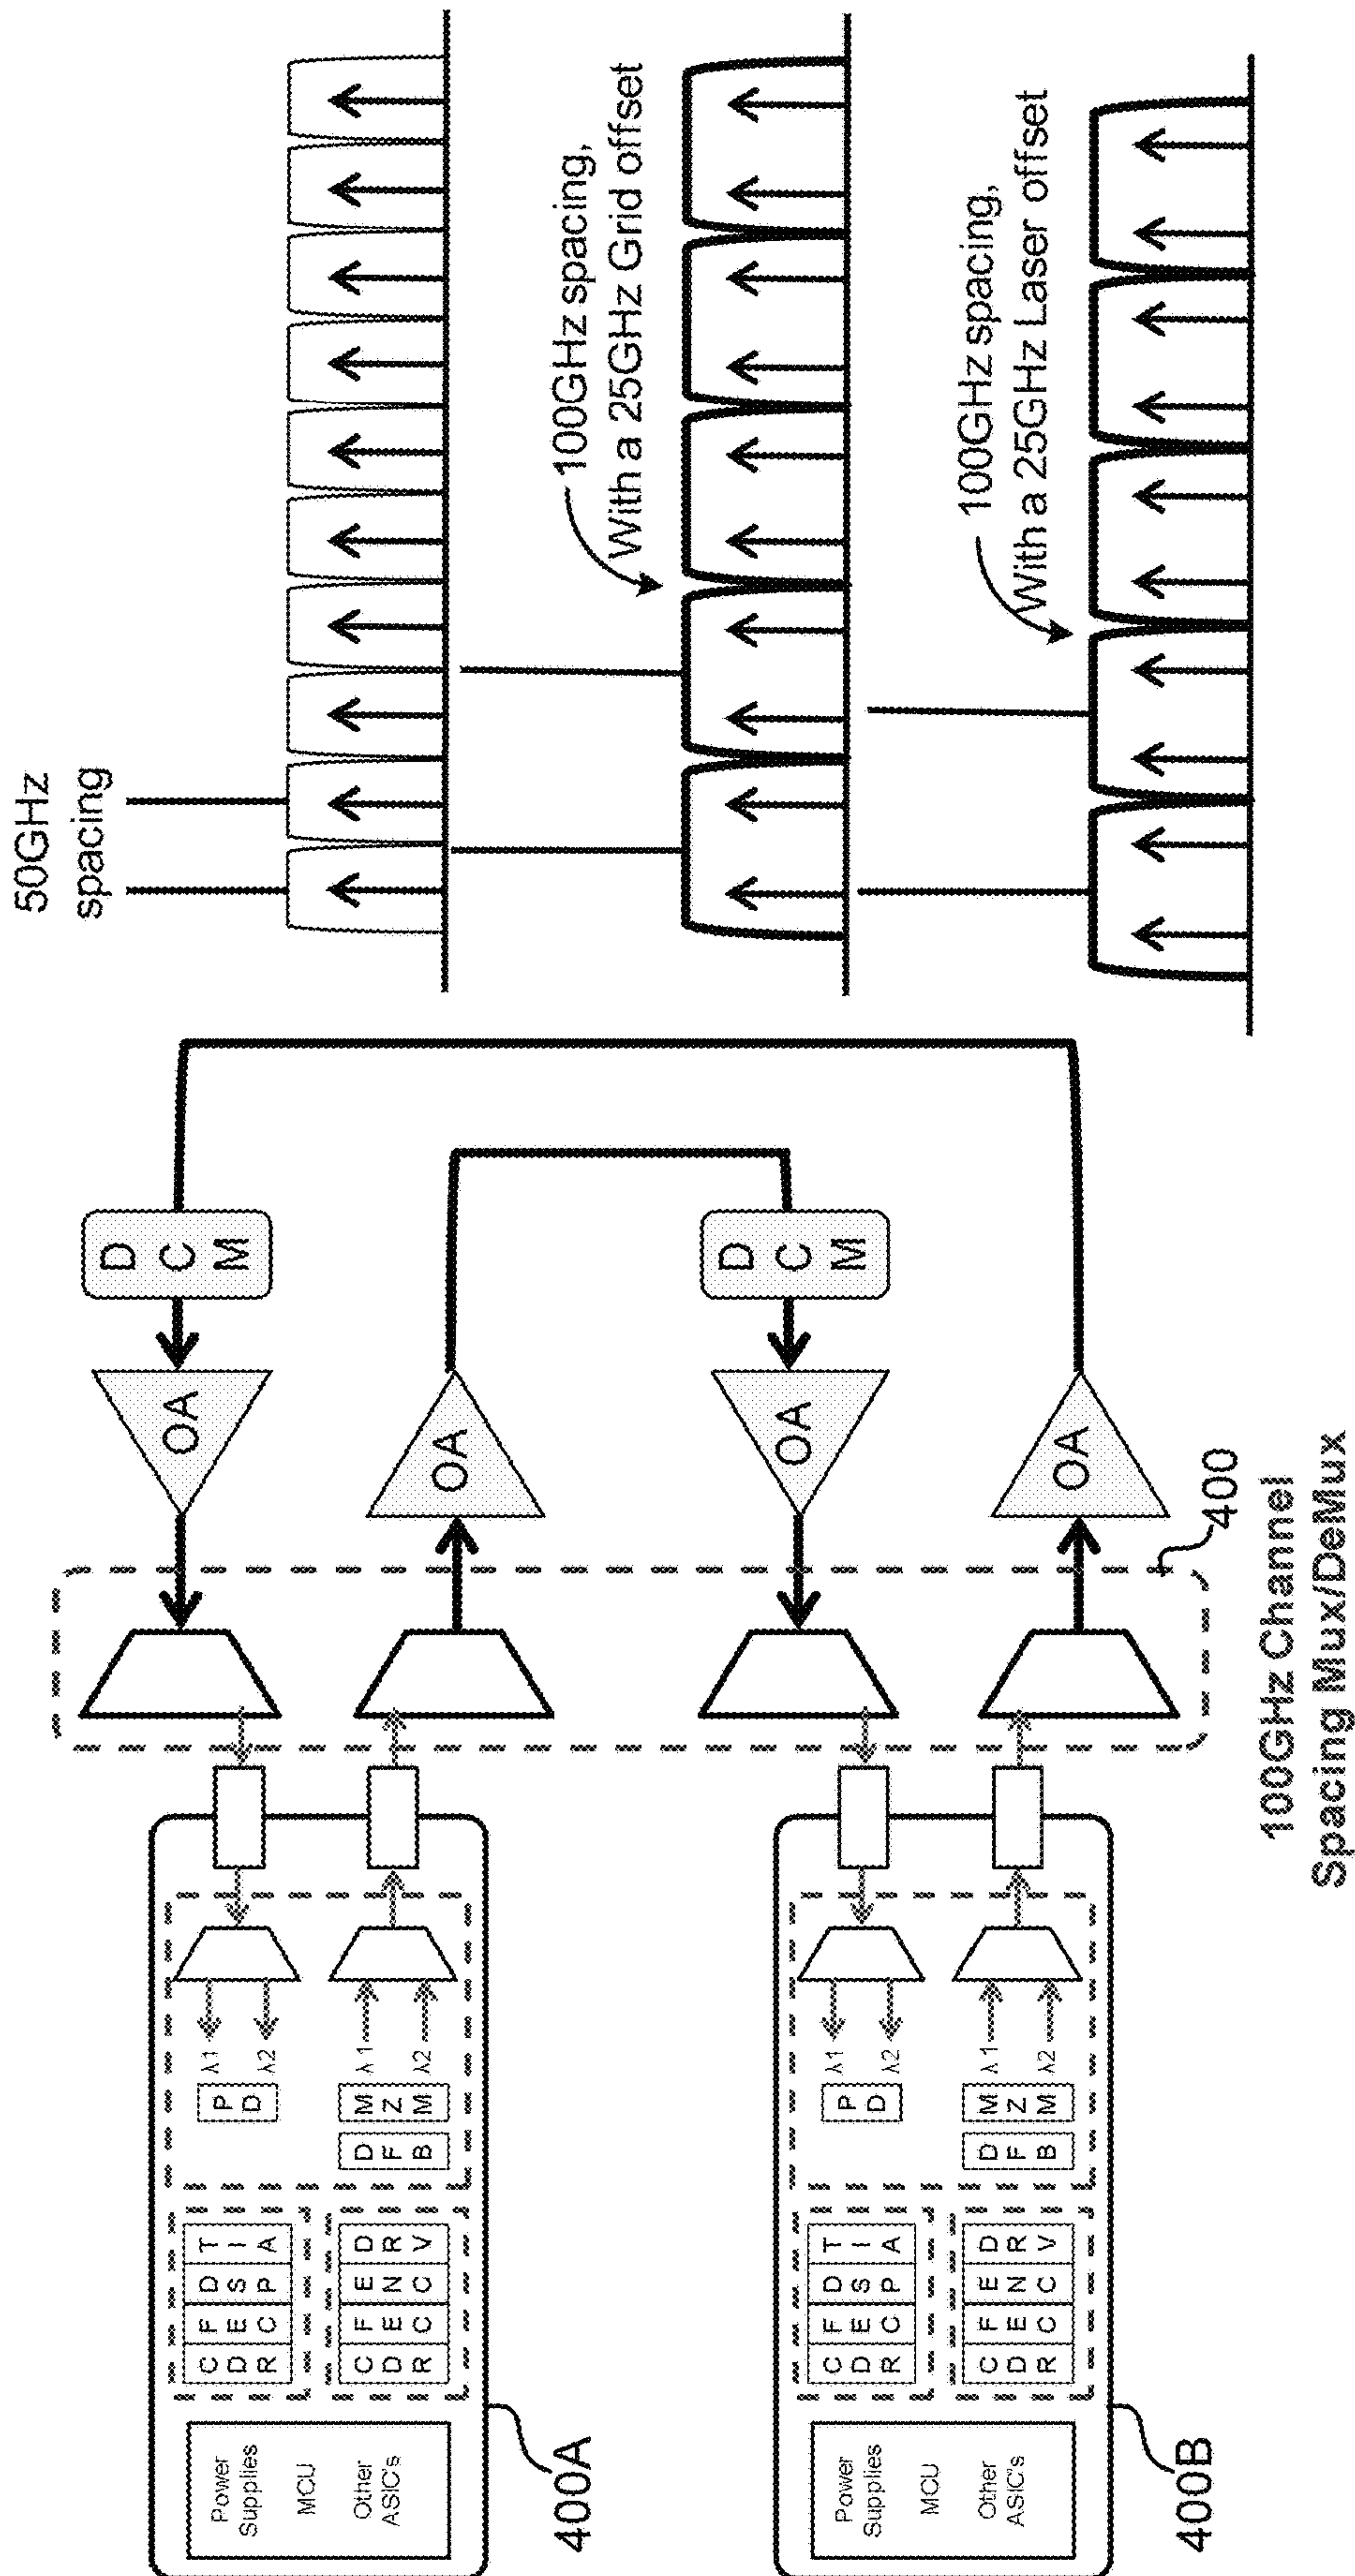 Power
Supplies
MCU
Other
ASIC's
CDR
FEC
DSP
TIA
CDR
FEC
ENC
DRV
PD
λ1
λ2
DFB
MZM
λ1
λ2
400A
OA
DCM
OA
Power
Supplies
MCU
Other
ASIC's
CDR
FEC
DSP
TIA
CDR
FEC
ENC
DRV
PD
λ1
λ2
DFB
MZM
λ1
λ2
400B
OA
DCM
OA
400
100GHz Channel
Spacing Mux/DeMux
50GHz
spacing
100GHz spacing,
With a 25GHz Grid offset
100GHz spacing,
With a 25GHz Laser offset